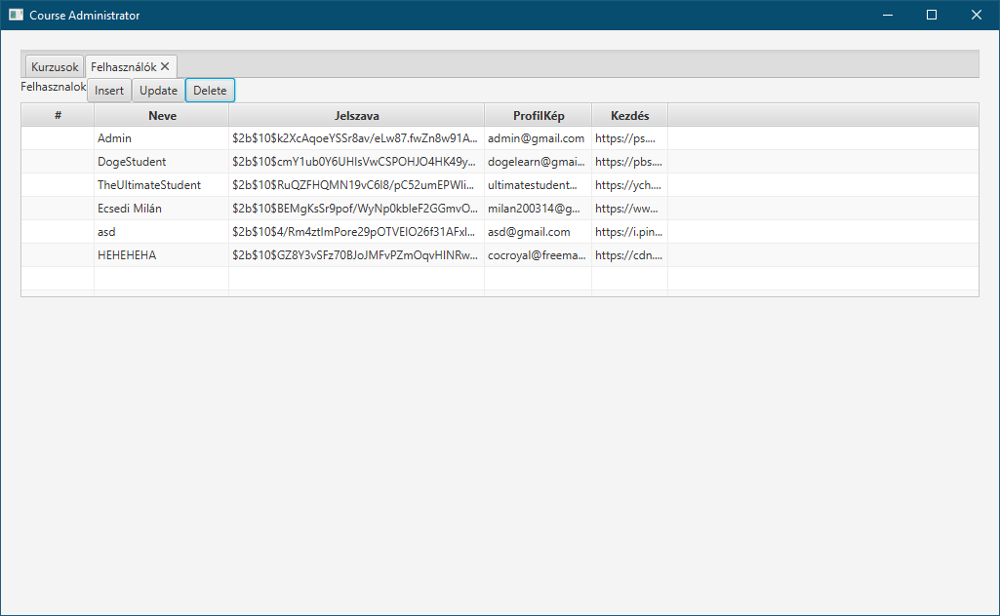 Course Administrator
Kurzusok Felhasználók
Felhasznalok Insert Update Delete
# Neve Jelszava ProfilKép Kezdés
Admin $2b$10$k2XcAqoeYSSr8av/eLw87.fwZn8w91A... admin@gmail.com https://ps....
DogeStudent $2b$10$cmY1ub0Y6UHIsVwCSPOHJO4HK49y... dogelearn@gmai... https://pbs....
TheUltimateStudent $2b$10$RuQZFHQMN19vC6I8/pC52umEPWIi... ultimatestudent... https://ych....
Ecsedi Milán $2b$10$BEMgKsSr9pof/WyNp0kbleF2GGmvO... milan200314@g... https://ww...
asd $2b$10$4/Rm4ztImPore29pOTVEIO26f31AFxI... asd@gmail.com https://i.pin...
HEHEHEHA $2b$10$GZ8Y3vSFz70BJoJMFvPZmOqvHINRw... cocroyal@freema... https://cdn....